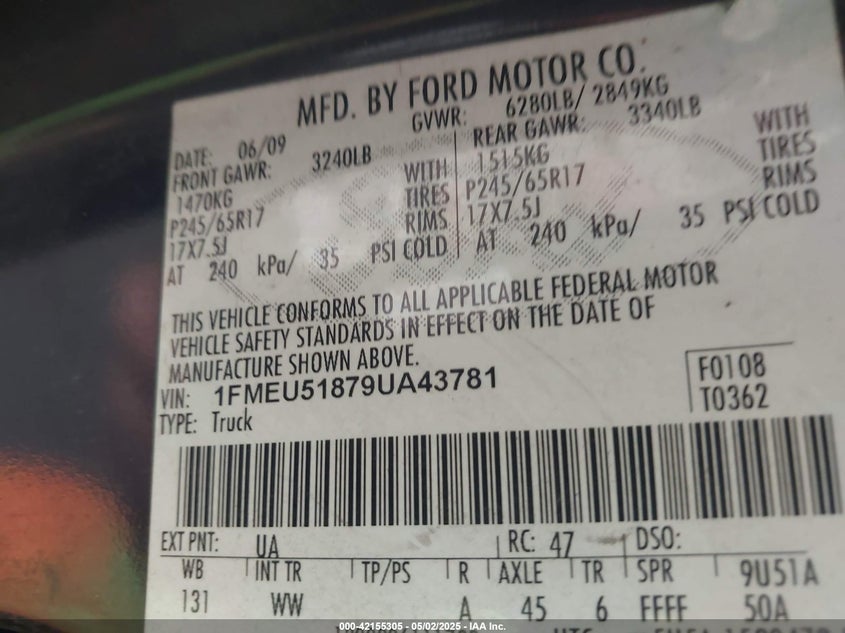 MFD. BY FORD MOTOR CO.
DATE: 06/09 GVWR: 6280LB/ 2849KG
FRONT GAWR: 3240LB REAR GAWR: 3340LB
1470KG WITH 1515KG WITH
P245/65R17 TIRES P245/65R17 TIRES
17X7.5J RIMS 17X7.5J RIMS
AT 240 kPa/ 35 PSI COLD AT 240 kPa/ 35 PSI COLD
THIS VEHICLE CONFORMS TO ALL APPLICABLE FEDERAL MOTOR
VEHICLE SAFETY STANDARDS IN EFFECT ON THE DATE OF
MANUFACTURE SHOWN ABOVE.
VIN: 1FMEU51879UA43781 F0108
TYPE: Truck T0362
EXT PNT: UA RC: 47 DSO:
WB INT TR TP/PS R AXLE TR SPR 9U51A
131 WW A 45 6 FFFF 50A
000-42155305 - 05/02/2025 - IAA Inc.